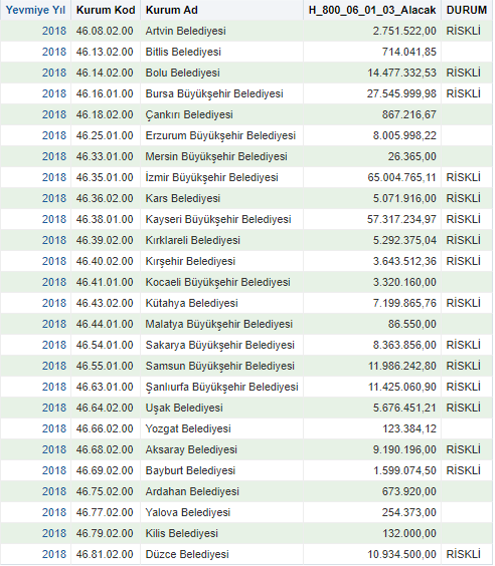 Yevmiye Yıl Kurum Kod Kurum Ad H_800_06_01_03_Alacak DURUM
2018 46.08.02.00 Artvin Belediyesi 2.751.522,00 RİSKLİ
2018 46.13.02.00 Bitlis Belediyesi 714.041,85
2018 46.14.02.00 Bolu Belediyesi 14.477.332,53 RİSKLİ
2018 46.16.01.00 Bursa Büyükşehir Belediyesi 27.545.999,98 RİSKLİ
2018 46.18.02.00 Çankırı Belediyesi 867.216,67
2018 46.25.01.00 Erzurum Büyükşehir Belediyesi 8.005.998,22
2018 46.33.01.00 Mersin Büyükşehir Belediyesi 26.365,00
2018 46.35.01.00 İzmir Büyükşehir Belediyesi 65.004.765,11 RİSKLİ
2018 46.36.02.00 Kars Belediyesi 5.071.916,00 RİSKLİ
2018 46.38.01.00 Kayseri Büyükşehir Belediyesi 57.317.234,97 RİSKLİ
2018 46.39.02.00 Kırklareli Belediyesi 5.292.375,04 RİSKLİ
2018 46.40.02.00 Kırşehir Belediyesi 3.643.512,36 RİSKLİ
2018 46.41.01.00 Kocaeli Büyükşehir Belediyesi 3.320.160,00
2018 46.43.02.00 Kütahya Belediyesi 7.199.865,76 RİSKLİ
2018 46.44.01.00 Malatya Büyükşehir Belediyesi 86.550,00
2018 46.54.01.00 Sakarya Büyükşehir Belediyesi 8.363.856,00 RİSKLİ
2018 46.55.01.00 Samsun Büyükşehir Belediyesi 11.986.242,80 RİSKLİ
2018 46.63.01.00 Şanlıurfa Büyükşehir Belediyesi 11.425.060,90 RİSKLİ
2018 46.64.02.00 Uşak Belediyesi 5.676.451,21 RİSKLİ
2018 46.66.02.00 Yozgat Belediyesi 123.384,12
2018 46.68.02.00 Aksaray Belediyesi 9.190.196,00 RİSKLİ
2018 46.69.02.00 Bayburt Belediyesi 1.599.074,50 RİSKLİ
2018 46.75.02.00 Ardahan Belediyesi 673.920,00
2018 46.77.02.00 Yalova Belediyesi 254.373,00
2018 46.79.02.00 Kilis Belediyesi 132.000,00
2018 46.81.02.00 Düzce Belediyesi 10.934.500,00 RİSKLİ